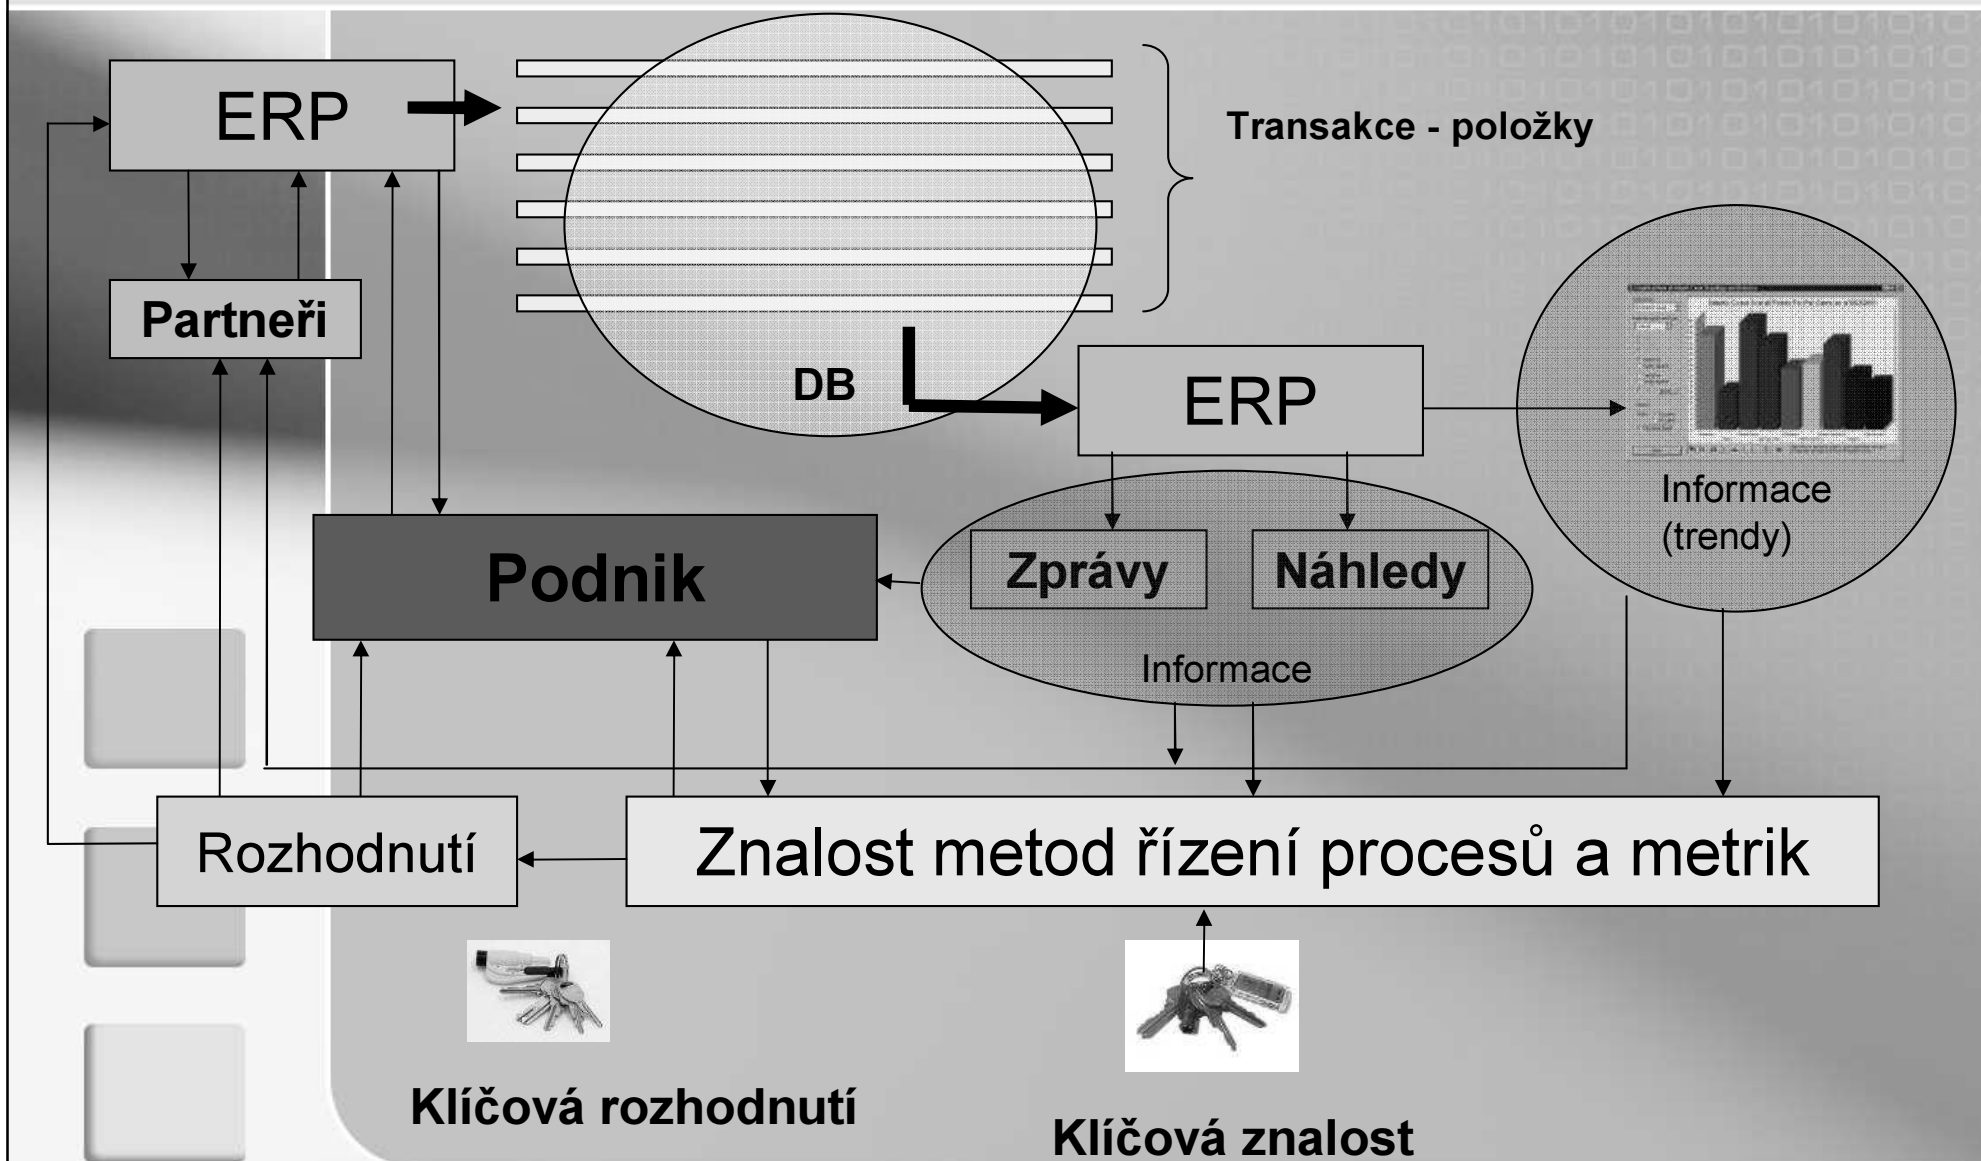 ERP
Transakce - položky
Partneři
DB
ERP
Informace
(trendy)
Podnik
Zprávy
Náhledy
Informace
Rozhodnutí
Znalost metod řízení procesů a metrik
Klíčová rozhodnutí
Klíčová znalost